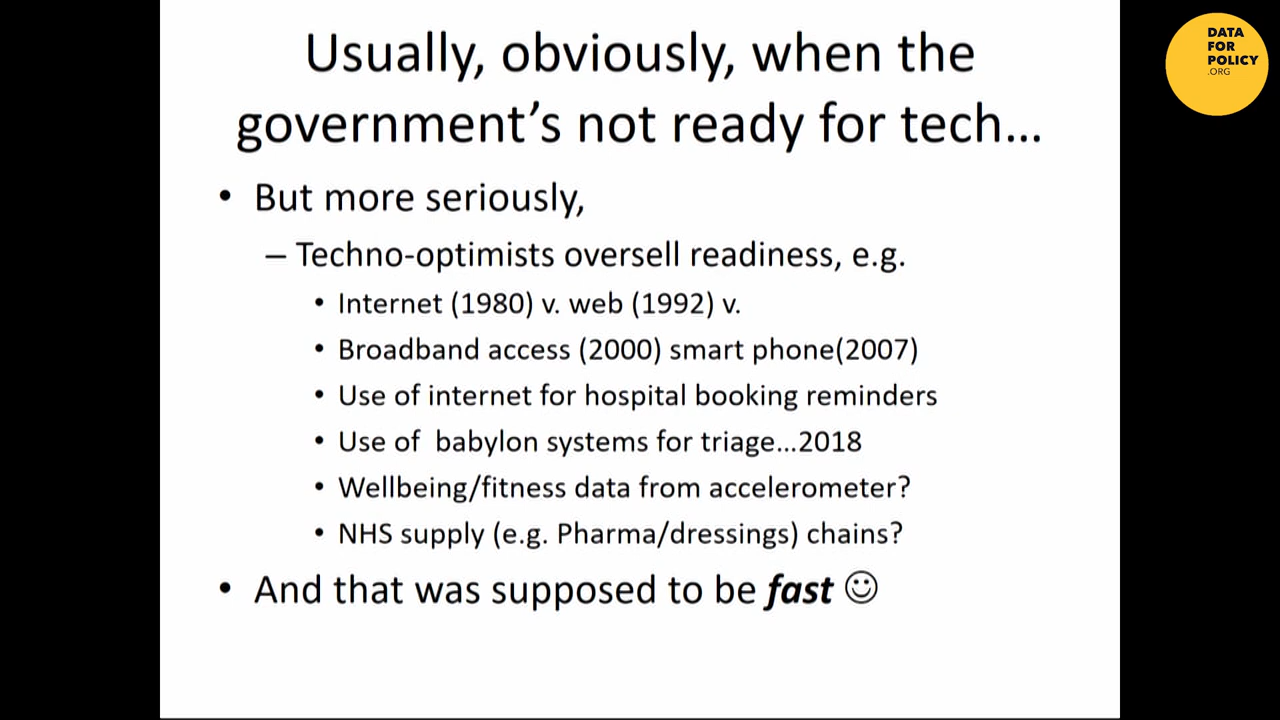 Usually, obviously, when the
government’s not ready for tech…
• But more seriously,
– Techno-optimists oversell readiness, e.g.
• Internet (1980) v. web (1992) v.
• Broadband access (2000) smart phone(2007)
• Use of internet for hospital booking reminders
• Use of  babylon systems for triage…2018
• Wellbeing/fitness data from accelerometer?
• NHS supply (e.g. Pharma/dressings) chains?
• And that was supposed to be fast ☺
DATA
FOR
POLICY
.ORG